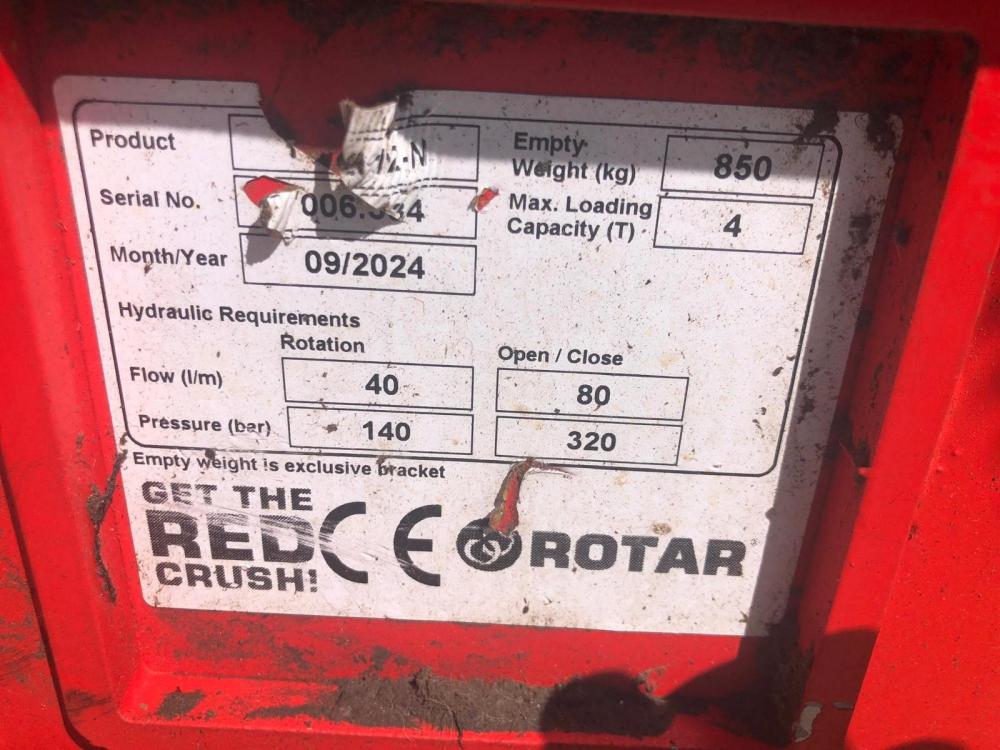 Product
Empty Weight (kg) 850
Serial No.
Max. Loading Capacity (T) 4
Month/Year 09/2024
Hydraulic Requirements
Rotation Open / Close
Flow (l/m) 40 80
Pressure (bar) 140 320
Empty weight is exclusive bracket
GET THE
RED CE ROTAR
CRUSH!